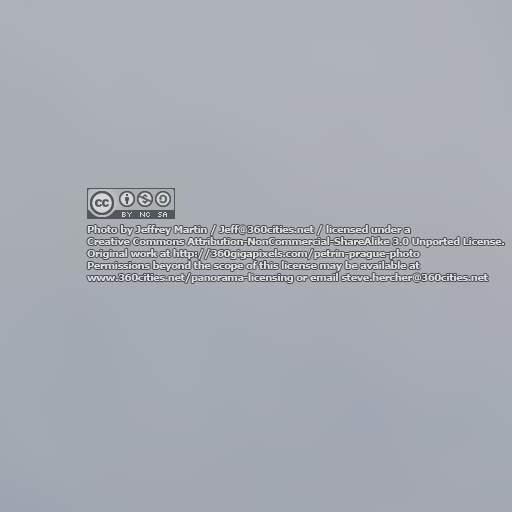 cc
BY NC SA
Photo by Jeffrey Martin / Jeff@360cities.net / licensed under a
Creative Commons Attribution-NonCommercial-ShareAlike 3.0 Unported License.
Original work at http://360gigapixels.com/petrin-prague-photo
Permissions beyond the scope of this license may be available at
www.360cities.net/panorama-licensing or email steve.hercher@360cities.net